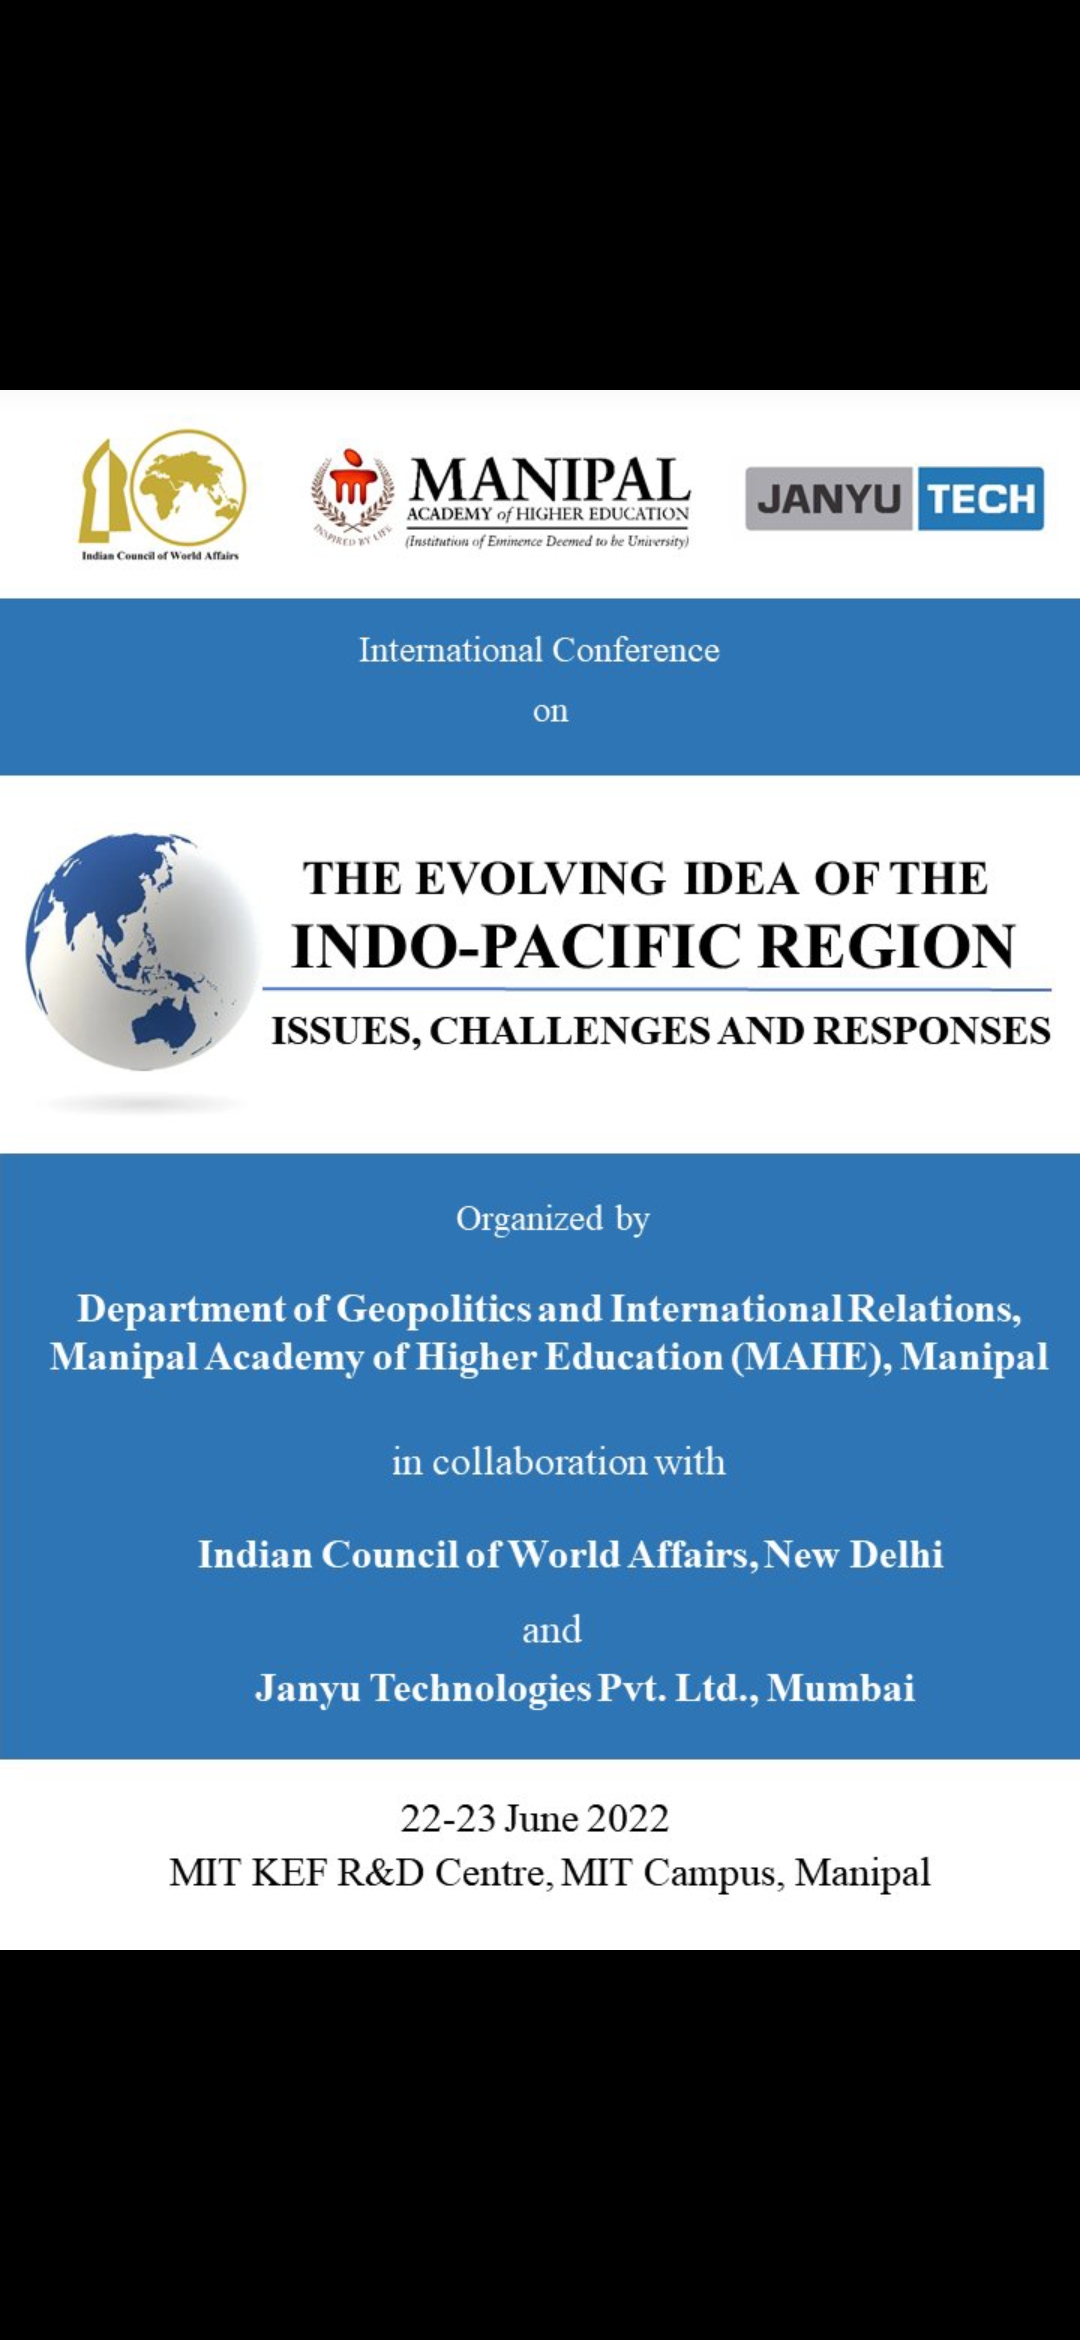 Indian Council of World Affairs
INSPIRED BY LIFE
MANIPAL
ACADEMY of HIGHER EDUCATION
(Institution of Eminence Deemed to be University)
JANYU TECH
International Conference
on
THE EVOLVING IDEA OF THE
INDO-PACIFIC REGION
ISSUES, CHALLENGES AND RESPONSES
Organized by
Department of Geopolitics and International Relations,
Manipal Academy of Higher Education (MAHE), Manipal
in collaboration with
Indian Council of World Affairs, New Delhi
and
Janyu Technologies Pvt. Ltd., Mumbai
22-23 June 2022
MIT KEF R&D Centre, MIT Campus, Manipal